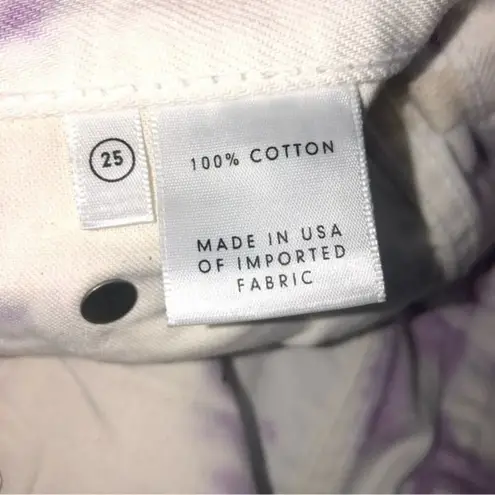 25
100% COTTON
MADE IN USA
OF IMPORTED
FABRIC